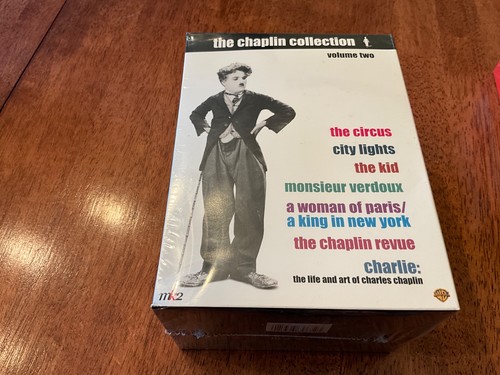 the chaplin collection
volume two
the circus
city lights
the kid
monsieur verdoux
a woman of paris/
a king in new york
the chaplin revue
charlie:
the life and art of charles chaplin
mk2